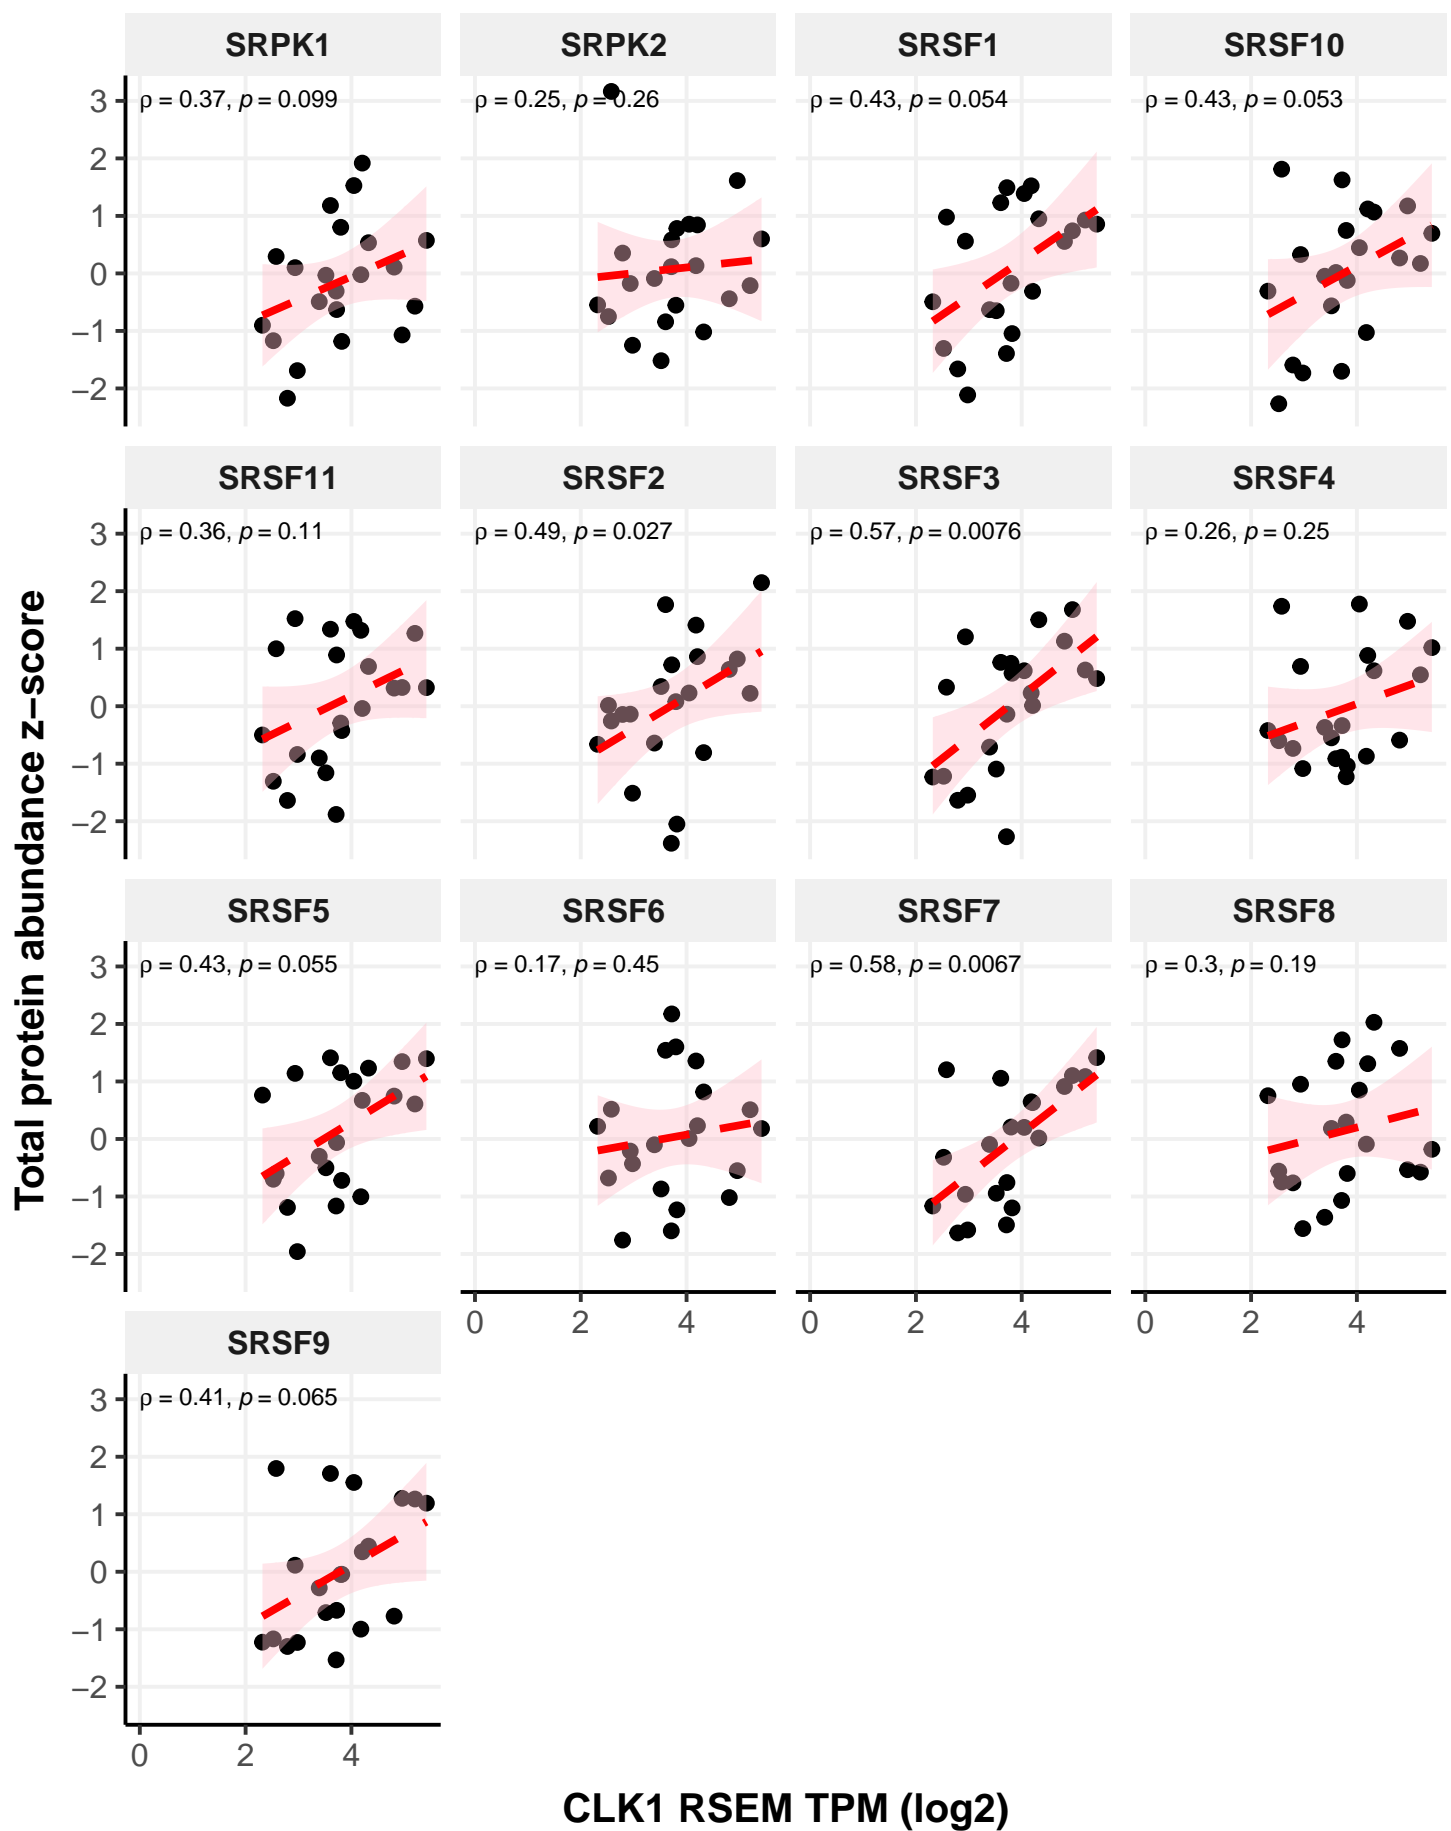 SRPK1 SRPK2 SRSF1 SRSF10
ρ = 0.37, p = 0.099 ρ = 0.25, p = 0.26 ρ = 0.43, p = 0.054 ρ = 0.43, p = 0.053
3
2
1
0
−1
−2
SRSF11 SRSF2 SRSF3 SRSF4
ρ = 0.36, p = 0.11 ρ = 0.49, p = 0.027 ρ = 0.57, p = 0.0076 ρ = 0.26, p = 0.25
3
2
1
0
−1
−2
Total protein abundance z−score
SRSF5 SRSF6 SRSF7 SRSF8
ρ = 0.43, p = 0.055 ρ = 0.17, p = 0.45 ρ = 0.58, p = 0.0067 ρ = 0.3, p = 0.19
3
2
1
0
−1
−2
0 2 4 0 2 4 0 2 4
SRSF9
ρ = 0.41, p = 0.065
3
2
1
0
−1
−2
0 2 4
CLK1 RSEM TPM (log2)